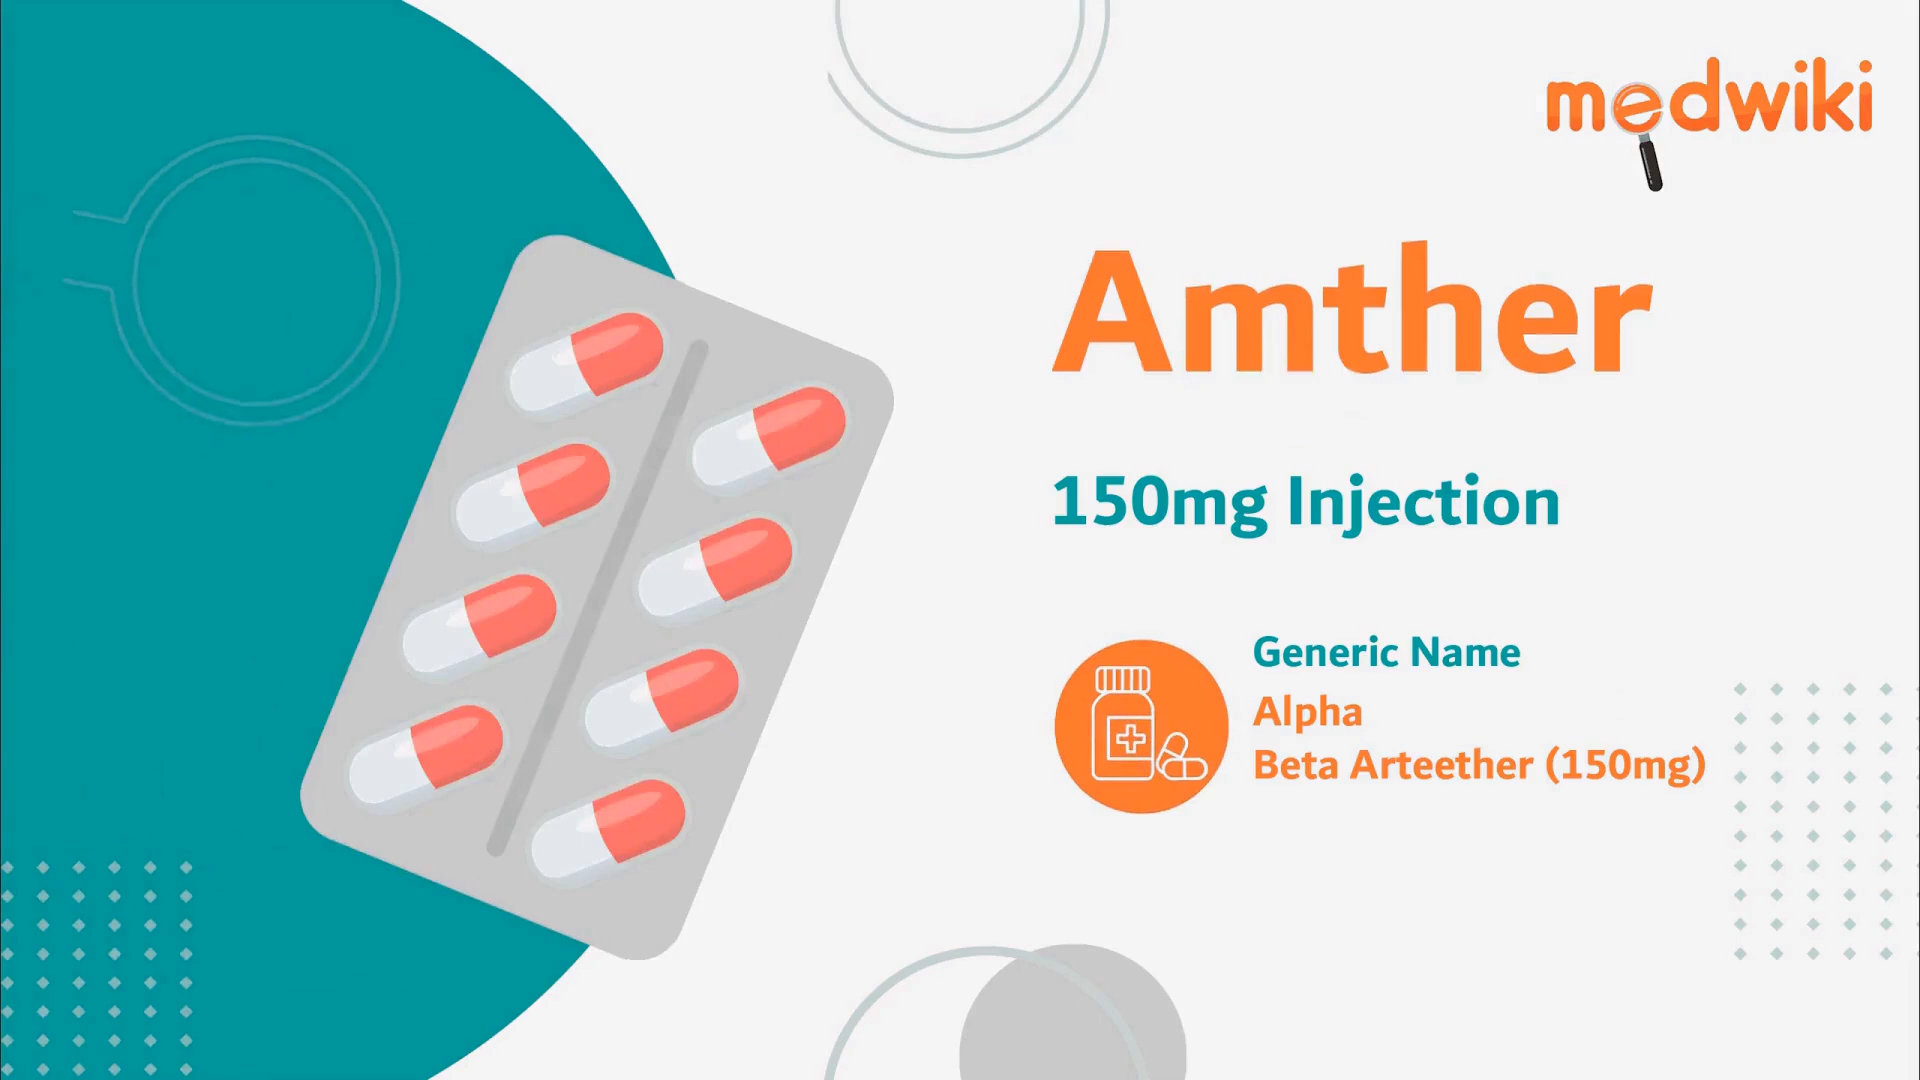 medwiki
Amther
150mg Injection
Generic Name
Alpha
Beta Arteether (150mg)